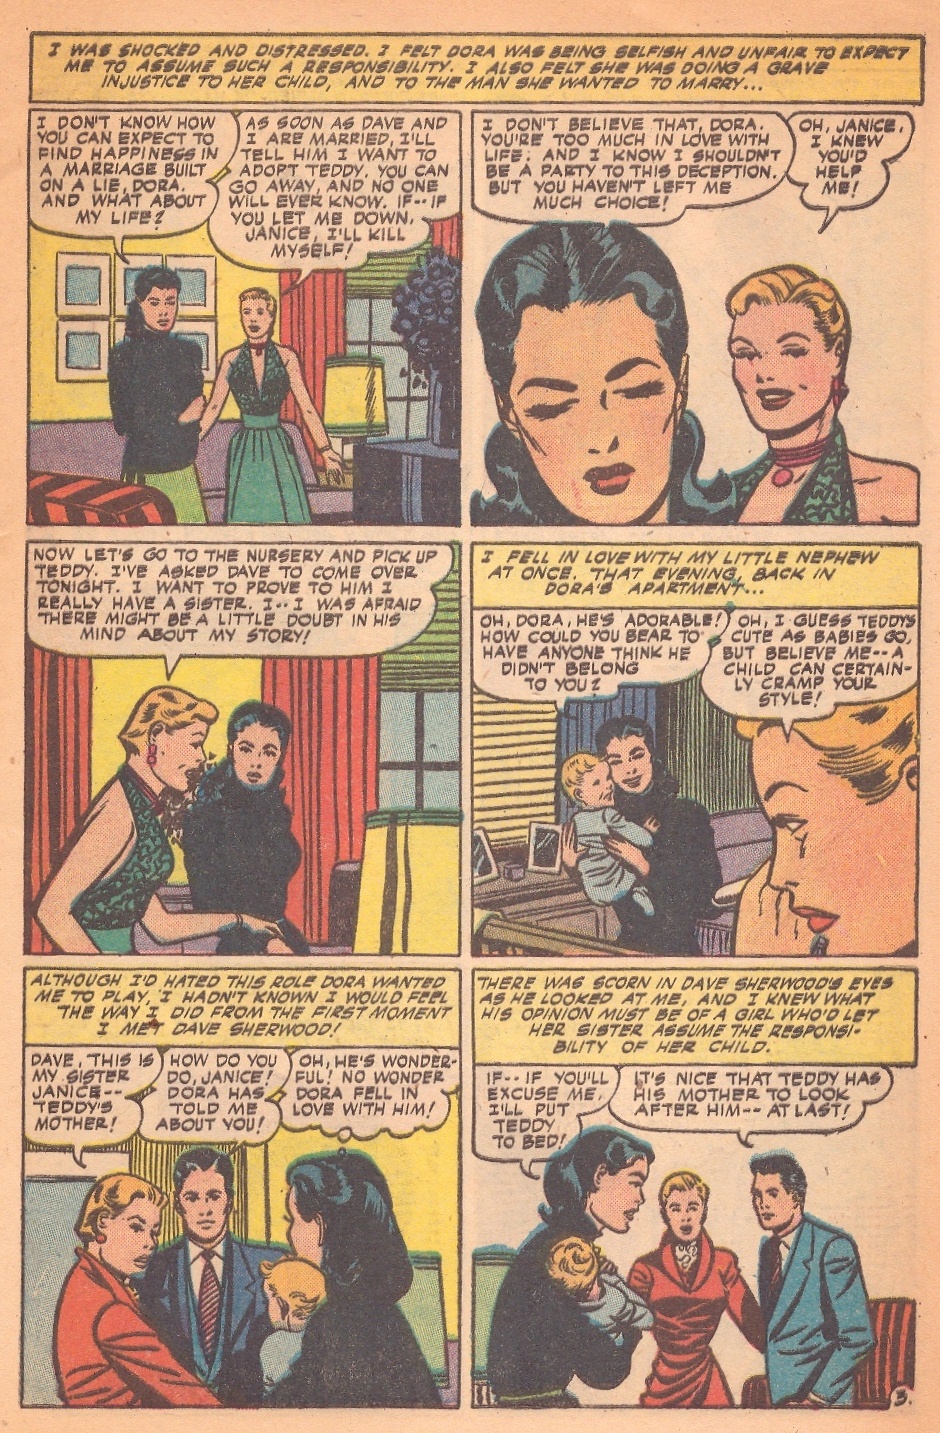 I WAS SHOCKED AND DISTRESSED. I FELT DORA WAS BEING SELFISH AND UNFAIR TO EXPECT
ME TO ASSUME SUCH A RESPONSIBILITY. I ALSO FELT SHE WAS DOING A GRAVE
INJUSTICE TO HER CHILD, AND TO THE MAN SHE WANTED TO MARRY...
I DON'T KNOW HOW
YOU CAN EXPECT TO
FIND HAPPINESS IN
A MARRIAGE BUILT
ON A LIE, DORA.
AND WHAT ABOUT
MY LIFE?
AS SOON AS DAVE AND
I ARE MARRIED, I'LL
TELL HIM I WANT TO
ADOPT TEDDY. YOU CAN
GO AWAY, AND NO ONE
WILL EVER KNOW. IF-- IF
YOU LET ME DOWN,
JANICE, I'LL KILL
MYSELF!
I DON'T BELIEVE THAT, DORA.
YOU'RE TOO MUCH IN LOVE WITH
LIFE; AND I KNOW I SHOULDN'T
BE A PARTY TO THIS DECEPTION.
BUT YOU HAVEN'T LEFT ME
MUCH CHOICE!
OH, JANICE,
I KNEW
YOU'D
HELP
ME!
NOW LET'S GO TO THE NURSERY AND PICK UP
TEDDY. I'VE ASKED DAVE TO COME OVER
TONIGHT. I WANT TO PROVE TO HIM I
REALLY HAVE A SISTER. I-- I WAS AFRAID
THERE MIGHT BE A LITTLE DOUBT IN HIS
MIND ABOUT MY STORY!
I FELL IN LOVE WITH MY LITTLE NEPHEW
AT ONCE. THAT EVENING, BACK IN
DORA'S APARTMENT...
OH, DORA, HE'S ADORABLE!
HOW COULD YOU BEAR TO
HAVE ANYONE THINK HE
DIDN'T BELONG
TO YOU?
OH, I GUESS TEDDY'S
CUTE AS BABIES GO.
BUT BELIEVE ME-- A
CHILD CAN CERTAIN-
LY CRAMP YOUR
STYLE!
ALTHOUGH I'D HATED THIS ROLE DORA WANTED
ME TO PLAY, I HADN'T KNOWN I WOULD FEEL
THE WAY I DID FROM THE FIRST MOMENT
I MET DAVE SHERWOOD!
DAVE, THIS IS
MY SISTER
JANICE--
TEDDY'S
MOTHER!
HOW DO YOU
DO, JANICE!
DORA HAS
TOLD ME
ABOUT YOU!
OH, HE'S WONDER-
FUL! NO WONDER
DORA FELL IN
LOVE WITH HIM!
THERE WAS SCORN IN DAVE SHERWOOD'S EYES
AS HE LOOKED AT ME, AND I KNEW WHAT
HIS OPINION MUST BE OF A GIRL WHO'D LET
HER SISTER ASSUME THE RESPONSI-
BILITY OF HER CHILD.
IF-- IF YOU'LL
EXCUSE ME,
I'LL PUT
TEDDY
TO BED!
IT'S NICE THAT TEDDY HAS
HIS MOTHER TO LOOK
AFTER HIM-- AT LAST!
3.